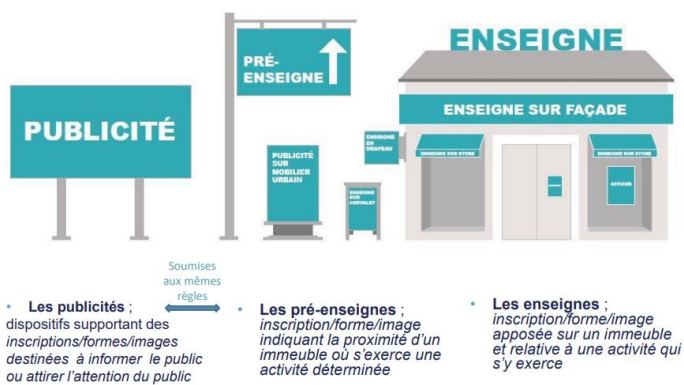 ENSEIGNE
PRÉ-
ENSEIGNE
ENSEIGNE SUR FAÇADE
PUBLICITÉ
ENSEIGNE
EN
DRAPEAU
PUBLICITÉ
SUR
MOBILIER
URBAIN
ENSEIGNE SUR STORE
ENSEIGNE SUR STORE
ENSEIGNE
SUR
CHEVALET
AFFICHE
Soumises
aux mêmes
règles
• Les publicités ;
dispositifs supportant des
inscriptions/formes/images
destinées à informer le public
ou attirer l'attention du public
• Les pré-enseignes ;
inscription/forme/image
indiquant la proximité d'un
immeuble où s'exerce une
activité déterminée
• Les enseignes ;
inscription/forme/image
apposée sur un immeuble
et relative à une activité qui
s'y exerce